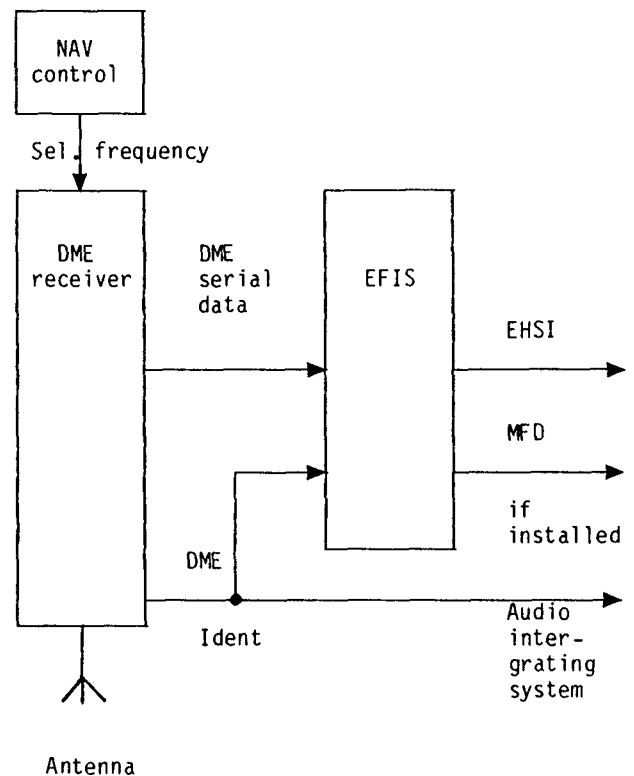 NAV
control
Sel. frequency
DME
receiver
DME
serial
data
EFIS
EHSI
MFD
if
installed
DME
Ident
Audio
inter-
grating
system
Antenna